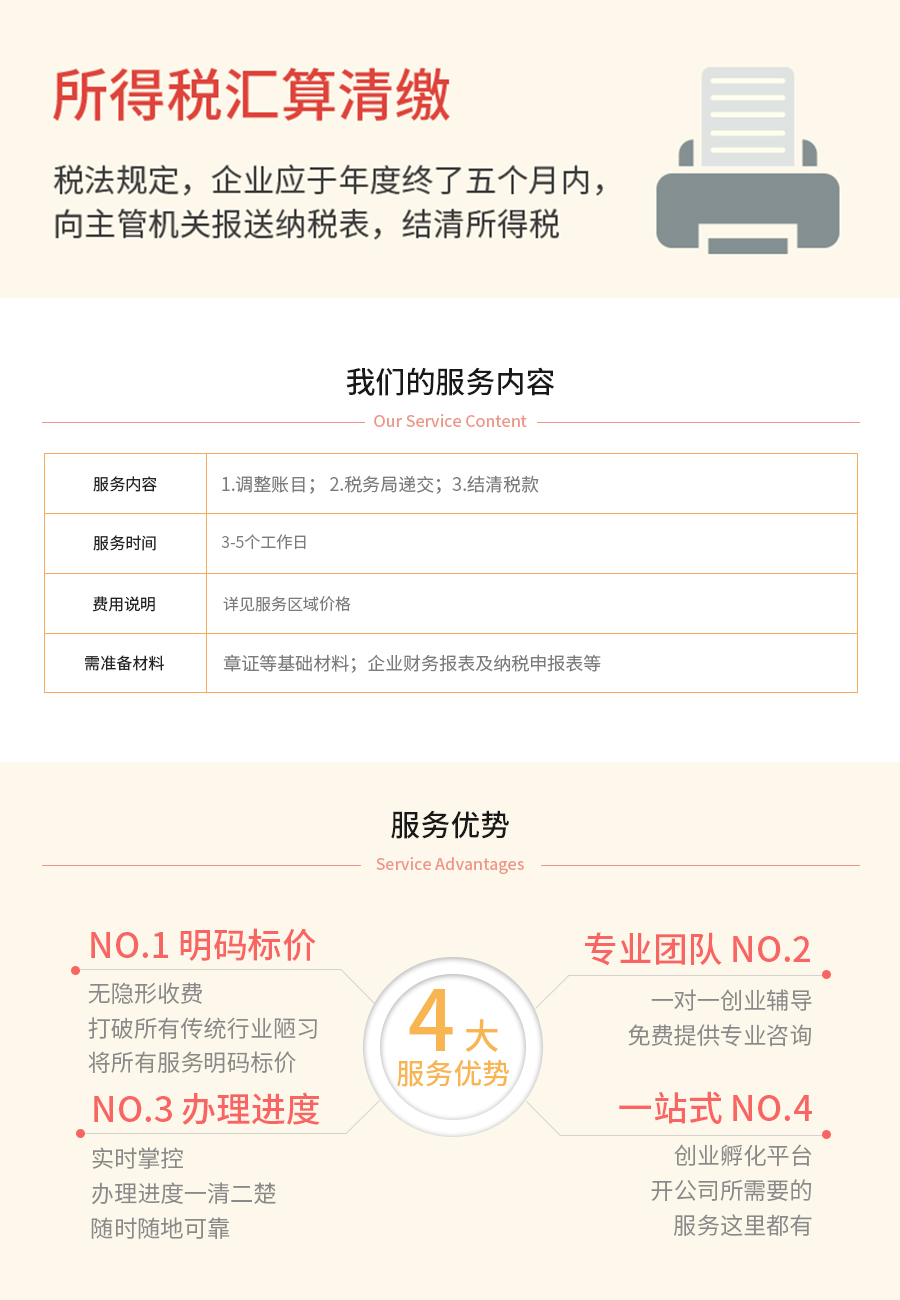 所得税汇算清缴
税法规定，企业应于年度终了五个月内，
向主管机关报送纳税表，结清所得税
我们的服务内容
Our Service Content
服务内容 1.调整账目； 2.税务局递交；3.结清税款
服务时间 3-5个工作日
费用说明 详见服务区域价格
需准备材料 章证等基础材料；企业财务报表及纳税申报表等
服务优势
Service Advantages
NO.1 明码标价
无隐形收费
打破所有传统行业陋习
将所有服务明码标价
专业团队 NO.2
一对一创业辅导
免费提供专业咨询
4 大
服务优势
NO.3 办理进度
实时掌控
办理进度一清二楚
随时随地可靠
一站式 NO.4
创业孵化平台
开公司所需要的
服务这里都有